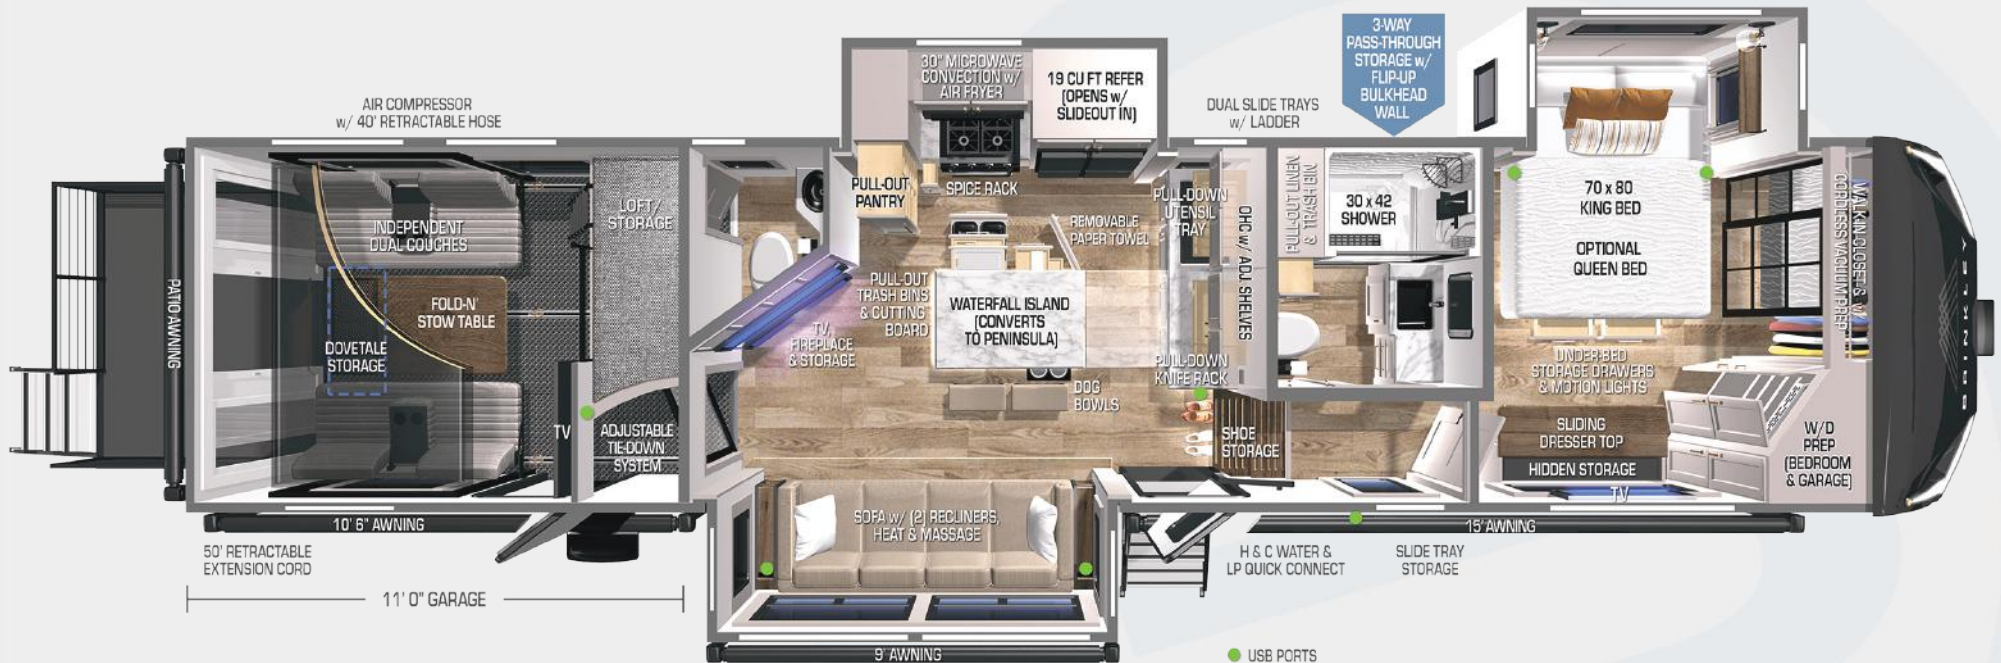 3-WAY
PASS-THROUGH
STORAGE w/
FLIP-UP
BULKHEAD
WALL
AIR COMPRESSOR
w/ 40' RETRACTABLE HOSE
30" MICROWAVE
CONVECTION w/
AIR FRYER
19 CU FT REFER
(OPENS w/
SLIDEOUT IN)
DUAL SLIDE TRAYS
w/ LADDER
PATIO AWNING
INDEPENDENT
DUAL COUCHES
LOFT/
STORAGE
FOLD-N'
STOW TABLE
DOVETALE
STORAGE
TV
ADJUSTABLE
TIE-DOWN
SYSTEM
PULL-OUT
PANTRY
SPICE RACK
REMOVABLE
PAPER TOWEL
PULL-DOWN
UTENSIL
TRAY
OHC w/ ADJ. SHELVES
PULL-OUT
TRASH BINS
& CUTTING
BOARD
WATERFALL ISLAND
(CONVERTS
TO PENINSULA)
TV,
FIREPLACE
& STORAGE
PULL-DOWN
KNIFE RACK
DOG
BOWLS
SHOE
STORAGE
PULL-OUT LINEN
& TRASH BIN
30 x 42
SHOWER
70 x 80
KING BED
OPTIONAL
QUEEN BED
WALK-IN CLOSET & w/
CORDLESS VACUUM PREP
UNDER-BED
STORAGE DRAWERS
& MOTION LIGHTS
SLIDING
DRESSER TOP
HIDDEN STORAGE
TV
W/D
PREP
(BEDROOM
& GARAGE)
BRINKLEY
SOFA w/ (2) RECLINERS,
HEAT & MASSAGE
10' 6" AWNING
15' AWNING
50' RETRACTABLE
EXTENSION CORD
H & C WATER &
LP QUICK CONNECT
SLIDE TRAY
STORAGE
11' 0" GARAGE
9' AWNING
USB PORTS